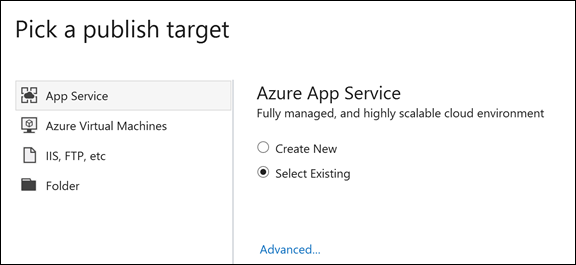 Pick a publish target
App Service
Azure Virtual Machines
IIS, FTP, etc
Folder
Azure App Service
Fully managed, and highly scalable cloud environment
Create New
Select Existing
Advanced...